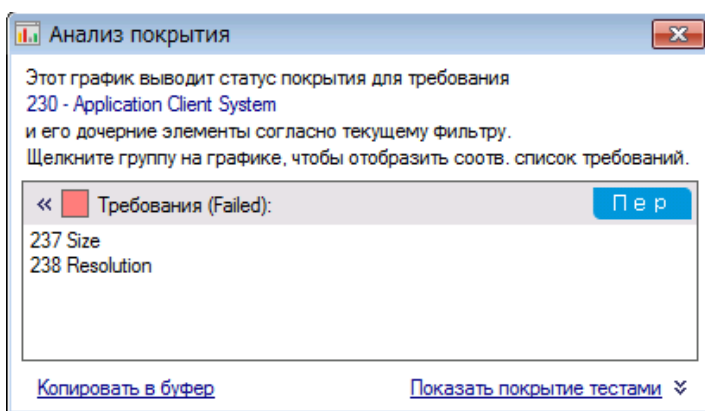 Анализ покрытия
Этот график выводит статус покрытия для требования
230 - Application Client System
и его дочерние элементы согласно текущему фильтру.
Щелкните группу на графике, чтобы отобразить соотв. список требований.
« Требования (Failed): Пер
237 Size
238 Resolution
Копировать в буфер Показать покрытие тестами